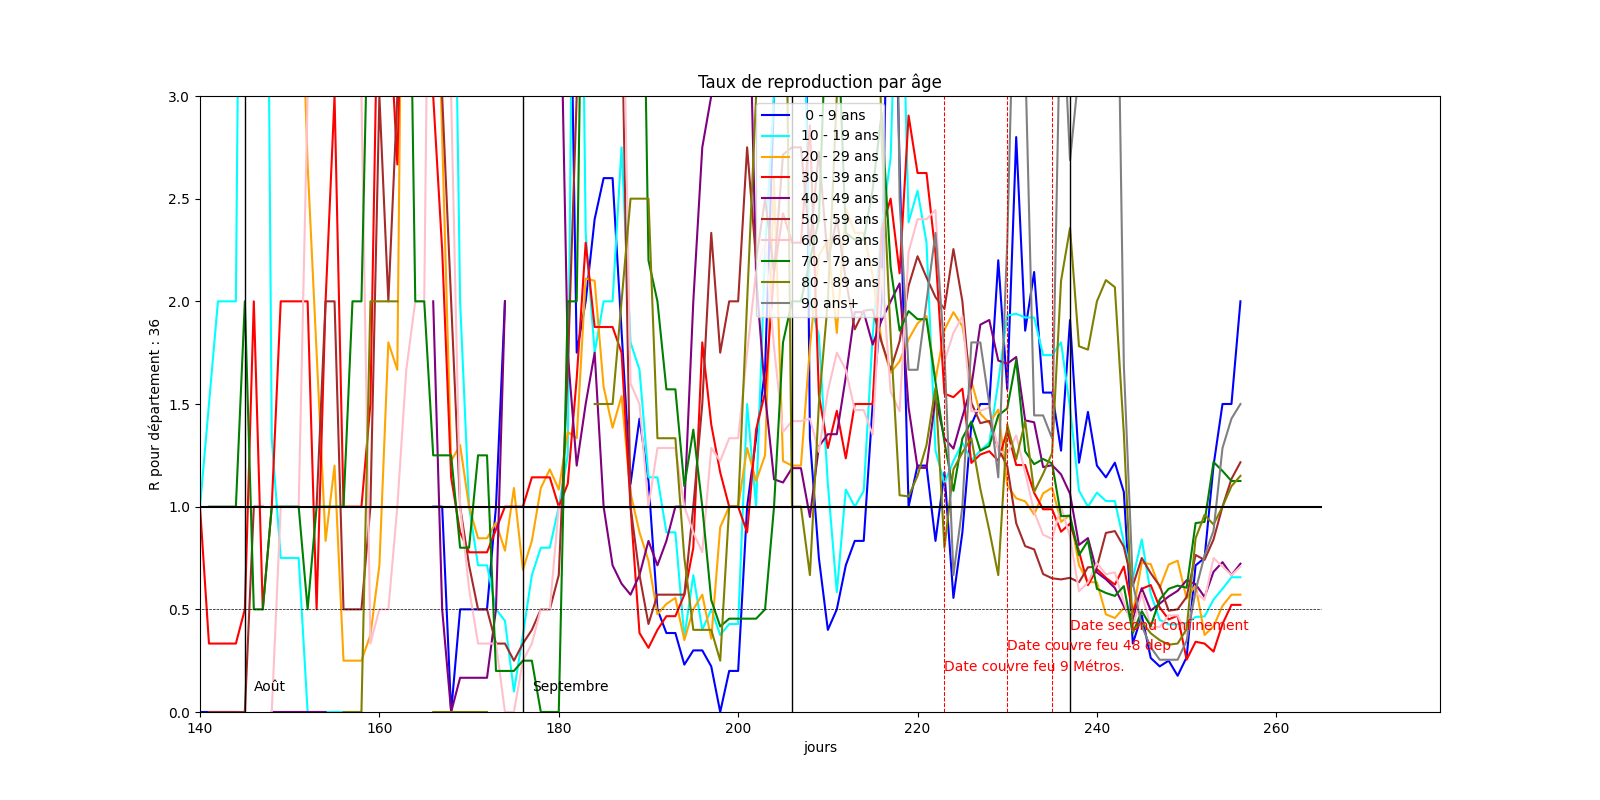 Taux de reproduction par âge
R pour département : 36
3.0
2.5
2.0
1.5
1.0
0.5
0.0
0 - 9 ans
10 - 19 ans
20 - 29 ans
30 - 39 ans
40 - 49 ans
50 - 59 ans
60 - 69 ans
70 - 79 ans
80 - 89 ans
90 ans+
Date second confinement
Date couvre feu 48 dep
Date couvre feu 9 Métros.
Août
Septembre
140 160 180 200 220 240 260
jours